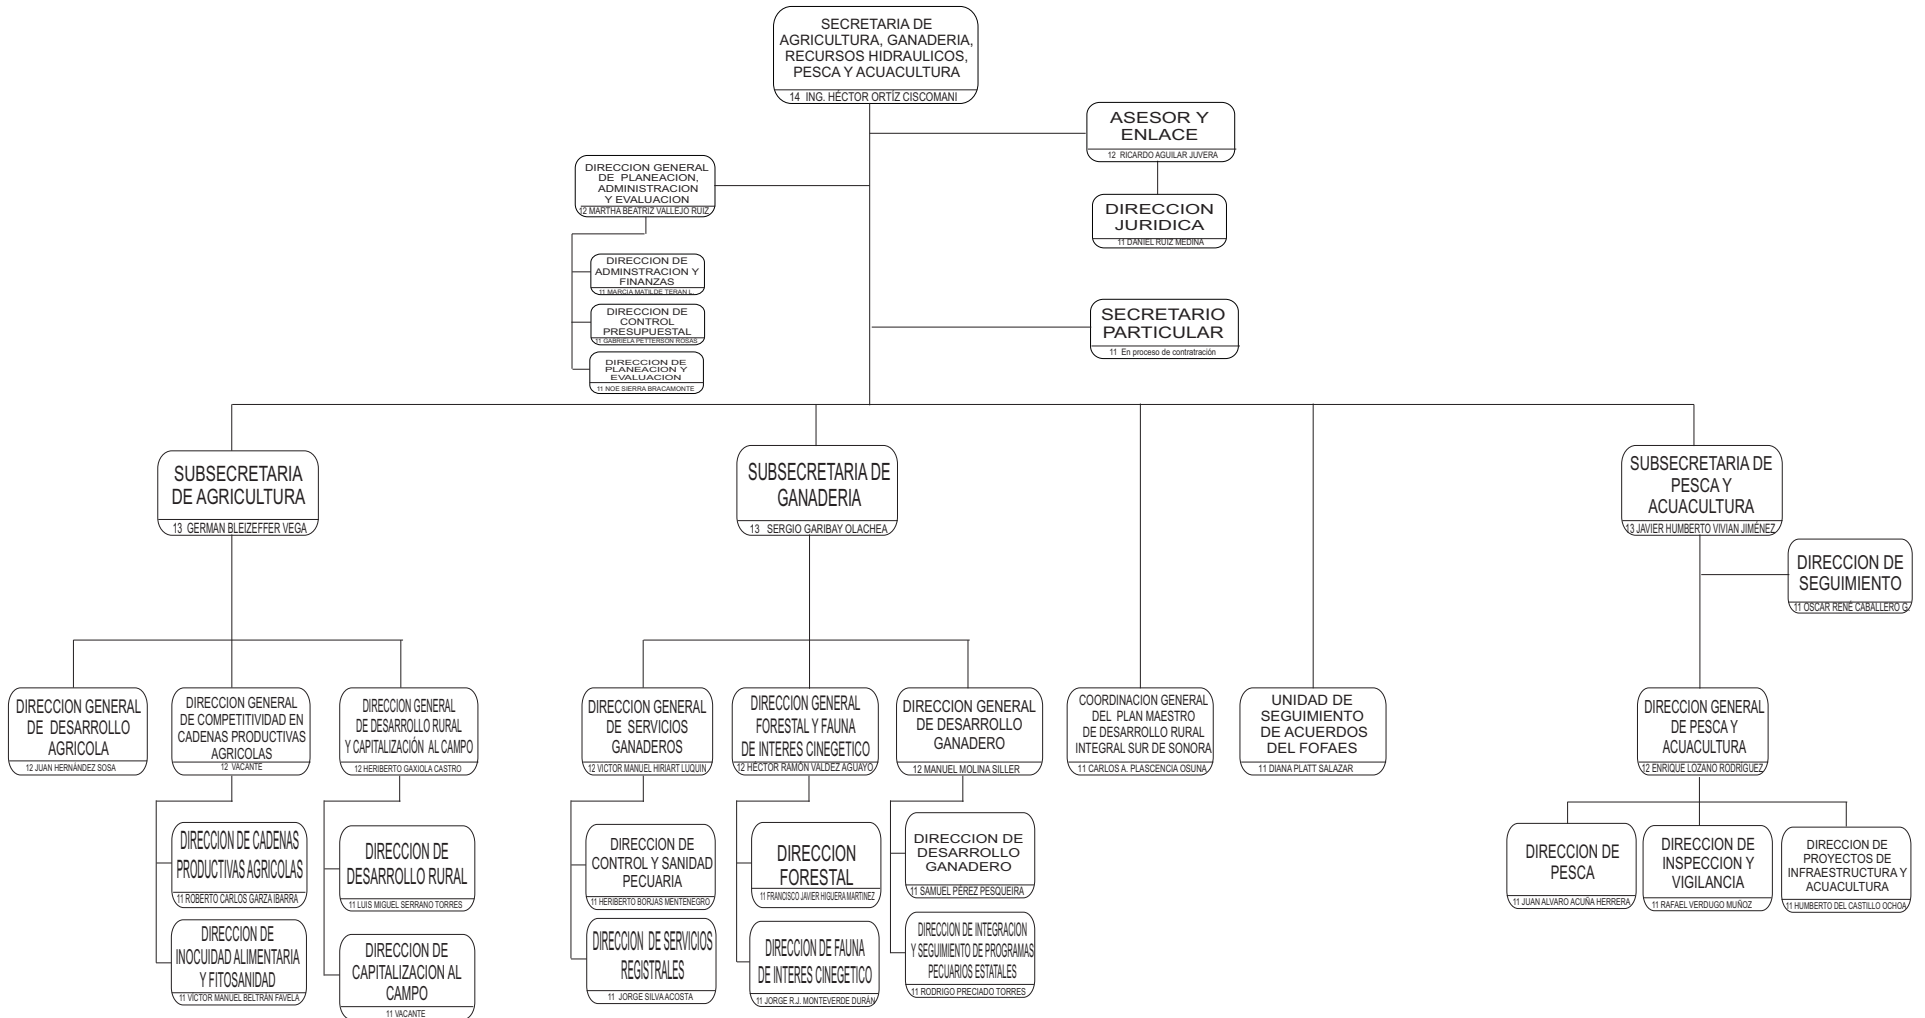 SECRETARIA DE
AGRICULTURA, GANADERIA,
RECURSOS HIDRAULICOS,
PESCA Y ACUACULTURA
14 ING. HÉCTOR ORTÍZ CISCOMANI
ASESOR Y
ENLACE
12 RICARDO AGUILAR JUVERA
DIRECCION GENERAL
DE PLANEACION,
ADMINISTRACION
Y EVALUACION
12 MARTHA BEATRIZ VALLEJO RUIZ
DIRECCION
JURIDICA
11 DANIEL RUIZ MEDINA
DIRECCION DE
ADMINSTRACION Y
FINANZAS
11 MARCIA MATILDE TERAN L.
DIRECCION DE
CONTROL
PRESUPUESTAL
11 GABRIELA PETTERSON ROSAS
DIRECCION DE
PLANEACION Y
EVALUACION
11 NOE SIERRA BRACAMONTE
SECRETARIO
PARTICULAR
11 En proceso de contratración
SUBSECRETARIA
DE AGRICULTURA
13 GERMAN BLEIZEFFER VEGA
SUBSECRETARIA DE
GANADERIA
13 SERGIO GARIBAY OLACHEA
SUBSECRETARIA DE
PESCA Y
ACUACULTURA
13 JAVIER HUMBERTO VIVIAN JIMÉNEZ
DIRECCION DE
SEGUIMIENTO
11 OSCAR RENÉ CABALLERO G.
DIRECCION GENERAL
DE DESARROLLO
AGRICOLA
12 JUAN HERNÁNDEZ SOSA
DIRECCION GENERAL
DE COMPETITIVIDAD EN
CADENAS PRODUCTIVAS
AGRICOLAS
12 VACANTE
DIRECCION GENERAL
DE DESARROLLO RURAL
Y CAPITALIZACIÓN AL CAMPO
12 HERIBERTO GAXIOLA CASTRO
DIRECCION GENERAL
DE SERVICIOS
GANADEROS
12 VICTOR MANUEL HIRIART LUQUIN
DIRECCION GENERAL
FORESTAL Y FAUNA
DE INTERES CINEGETICO
12 HECTOR RAMÓN VALDEZ AGUAYO
DIRECCION GENERAL
DE DESARROLLO
GANADERO
12 MANUEL MOLINA SILLER
COORDINACION GENERAL
DEL PLAN MAESTRO
DE DESARROLLO RURAL
INTEGRAL SUR DE SONORA
11 CARLOS A. PLASCENCIA OSUNA
UNIDAD DE
SEGUIMIENTO
DE ACUERDOS
DEL FOFAES
11 DIANA PLATT SALAZAR
DIRECCION GENERAL
DE PESCA Y
ACUACULTURA
12 ENRIQUE LOZANO RODRÍGUEZ
DIRECCION DE CADENAS
PRODUCTIVAS AGRICOLAS
11 ROBERTO CARLOS GARZA IBARRA
DIRECCION DE
INOCUIDAD ALIMENTARIA
Y FITOSANIDAD
11 VÍCTOR MANUEL BELTRÁN FAVELA
DIRECCION DE
DESARROLLO RURAL
11 LUIS MIGUEL SERRANO TORRES
DIRECCION DE
CAPITALIZACION AL
CAMPO
11 VACANTE
DIRECCION DE
CONTROL Y SANIDAD
PECUARIA
11 HERIBERTO BORJAS MENTENEGRO
DIRECCION DE SERVICIOS
REGISTRALES
11 JORGE SILVA ACOSTA
DIRECCION
FORESTAL
11 FRANCISCO JAVIER HIGUERA MARTINEZ
DIRECCION DE FAUNA
DE INTERES CINEGETICO
11 JORGE R.J. MONTEVERDE DURÁN
DIRECCION DE
DESARROLLO
GANADERO
11 SAMUEL PÉREZ PESQUEIRA
DIRECCION DE INTEGRACION
Y SEGUIMIENTO DE PROGRAMAS
PECUARIOS ESTATALES
11 RODRIGO PRECIADO TORRES
DIRECCION DE
PESCA
11 JUAN ALVARO ACUÑA HERRERA
DIRECCION DE
INSPECCION Y
VIGILANCIA
11 RAFAEL VERDUGO MUÑOZ
DIRECCION DE
PROYECTOS DE
INFRAESTRUCTURA Y
ACUACULTURA
11 HUMBERTO DEL CASTILLO OCHOA